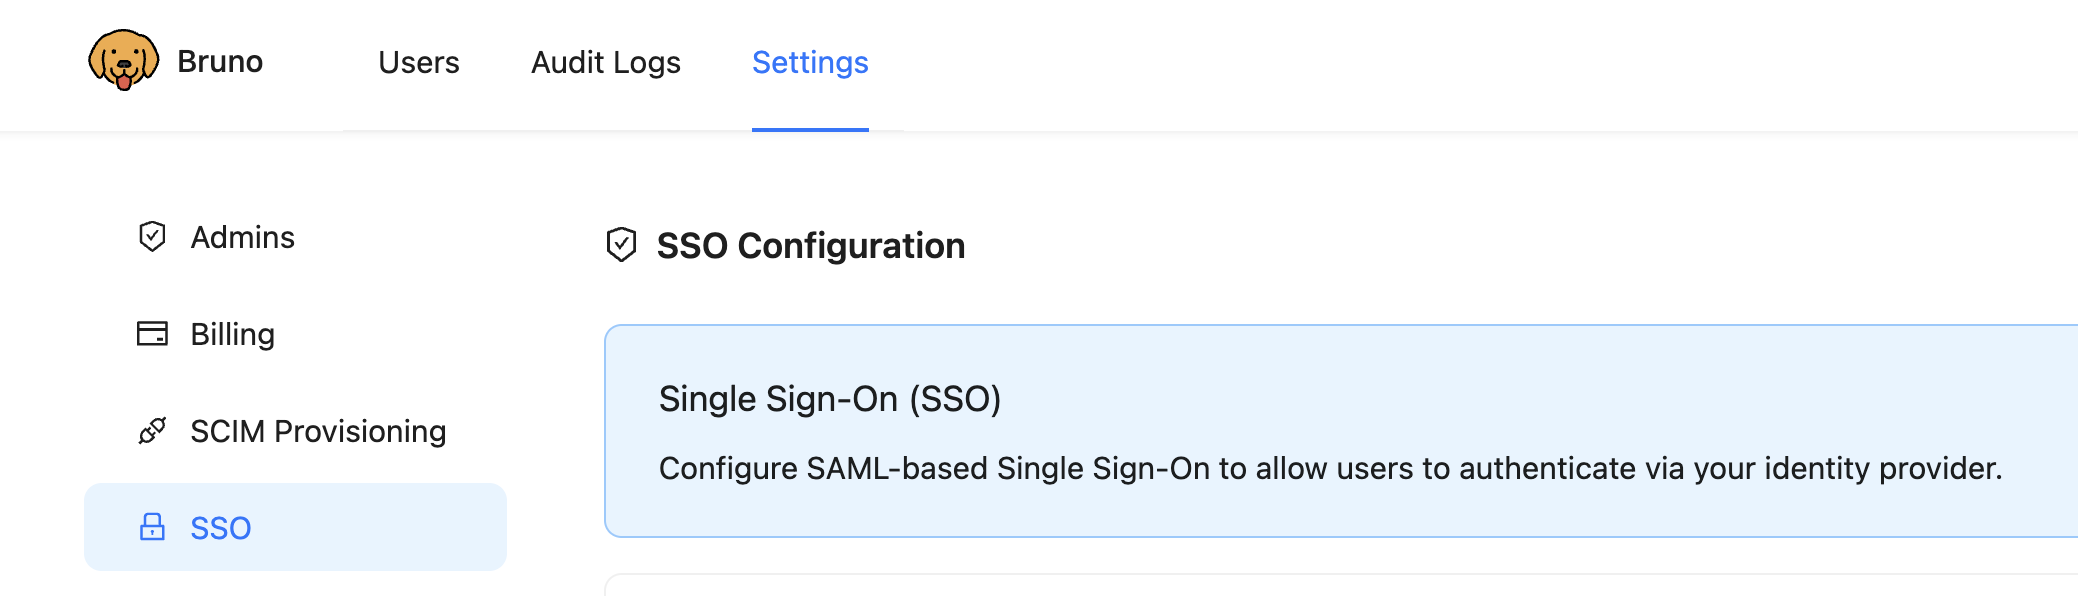 Bruno
Users
Audit Logs
Settings
Admins
Billing
SCIM Provisioning
SSO
SSO Configuration
Single Sign-On (SSO)
Configure SAML-based Single Sign-On to allow users to authenticate via your identity provider.